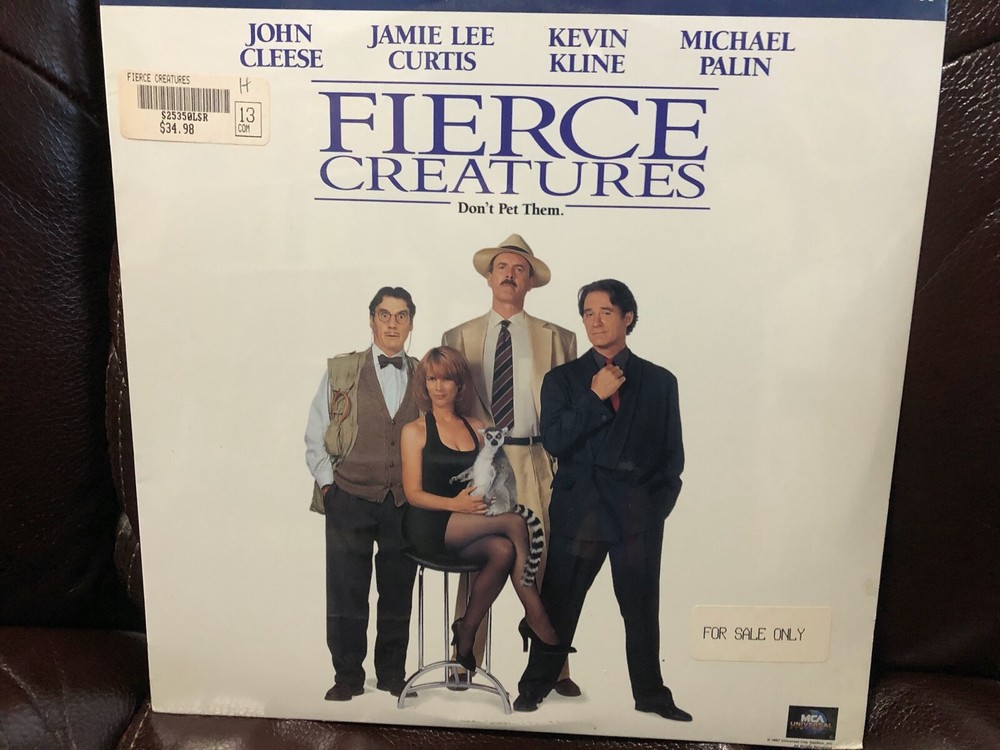 JOHN CLEESE
JAMIE LEE CURTIS
KEVIN KLINE
MICHAEL PALIN
FIERCE CREATURES
H
S25350LSR
$34.98
13
COM
FIERCE
CREATURES
Don't Pet Them.
FOR SALE ONLY
MCA
UNIVERSAL